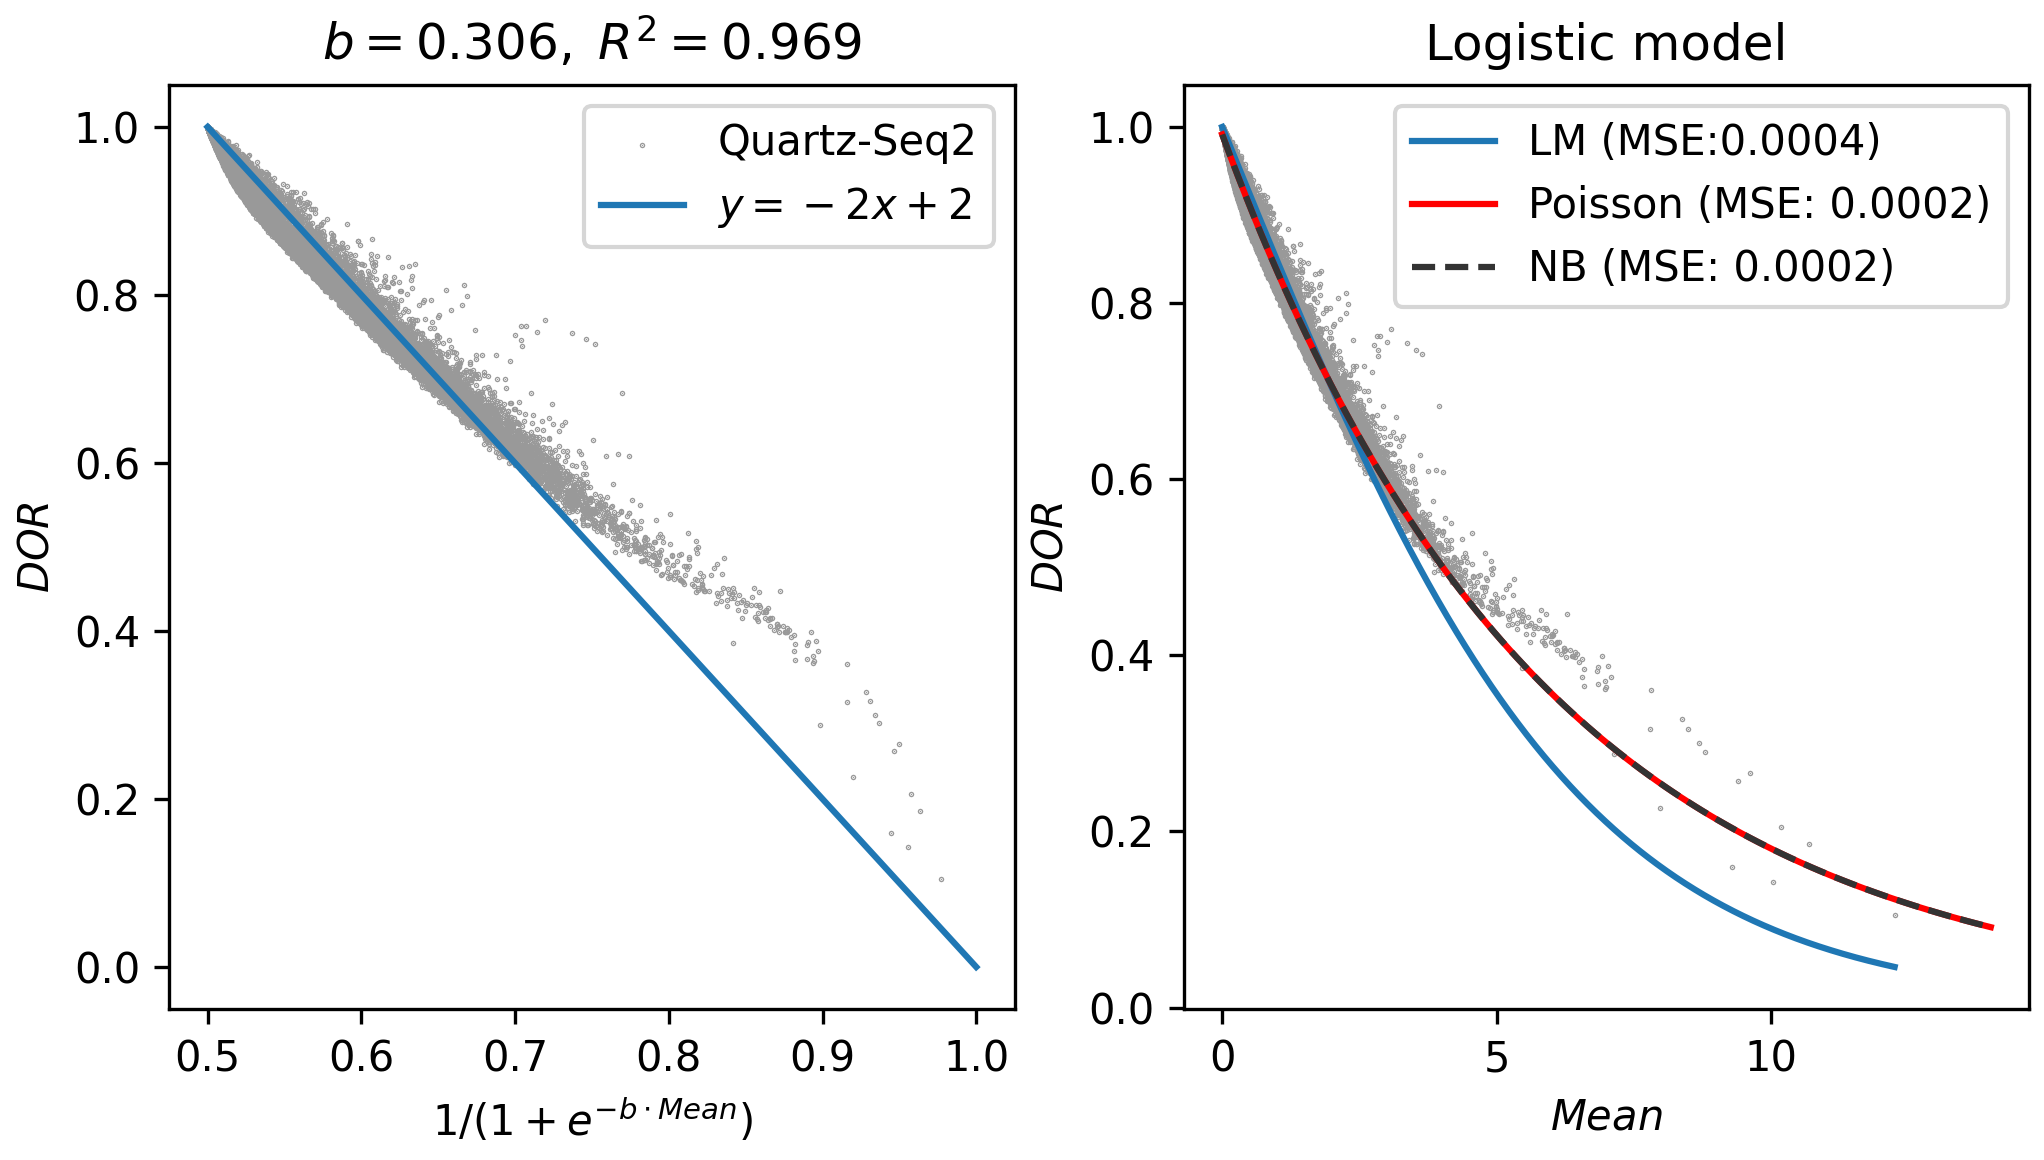 b = 0.306, R² = 0.969
Quartz-Seq2
y = −2x + 2
DOR
1.0
0.8
0.6
0.4
0.2
0.0
0.5 0.6 0.7 0.8 0.9 1.0
1/(1 + e^{−b·Mean})
Logistic model
LM (MSE:0.0004)
Poisson (MSE: 0.0002)
NB (MSE: 0.0002)
DOR
1.0
0.8
0.6
0.4
0.2
0.0
0 5 10
Mean